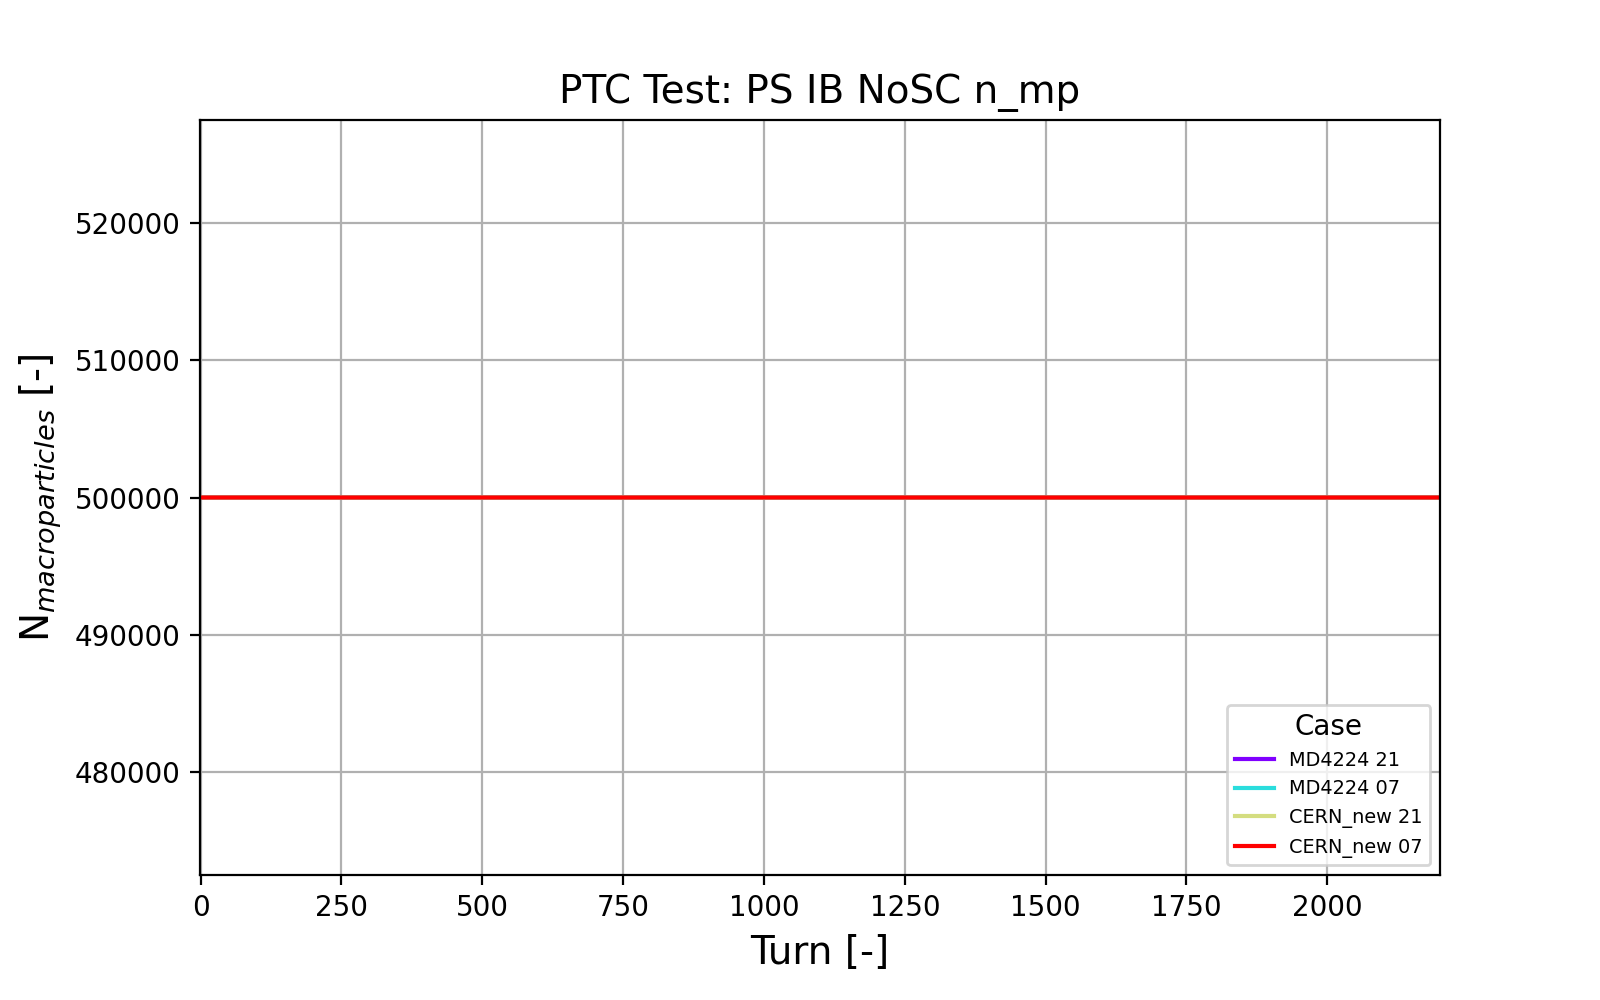 PTC Test: PS IB NoSC n_mp
N_macroparticles [-]
520000
510000
500000
490000
480000
Case
MD4224 21
MD4224 07
CERN_new 21
CERN_new 07
0 250 500 750 1000 1250 1500 1750 2000
Turn [-]